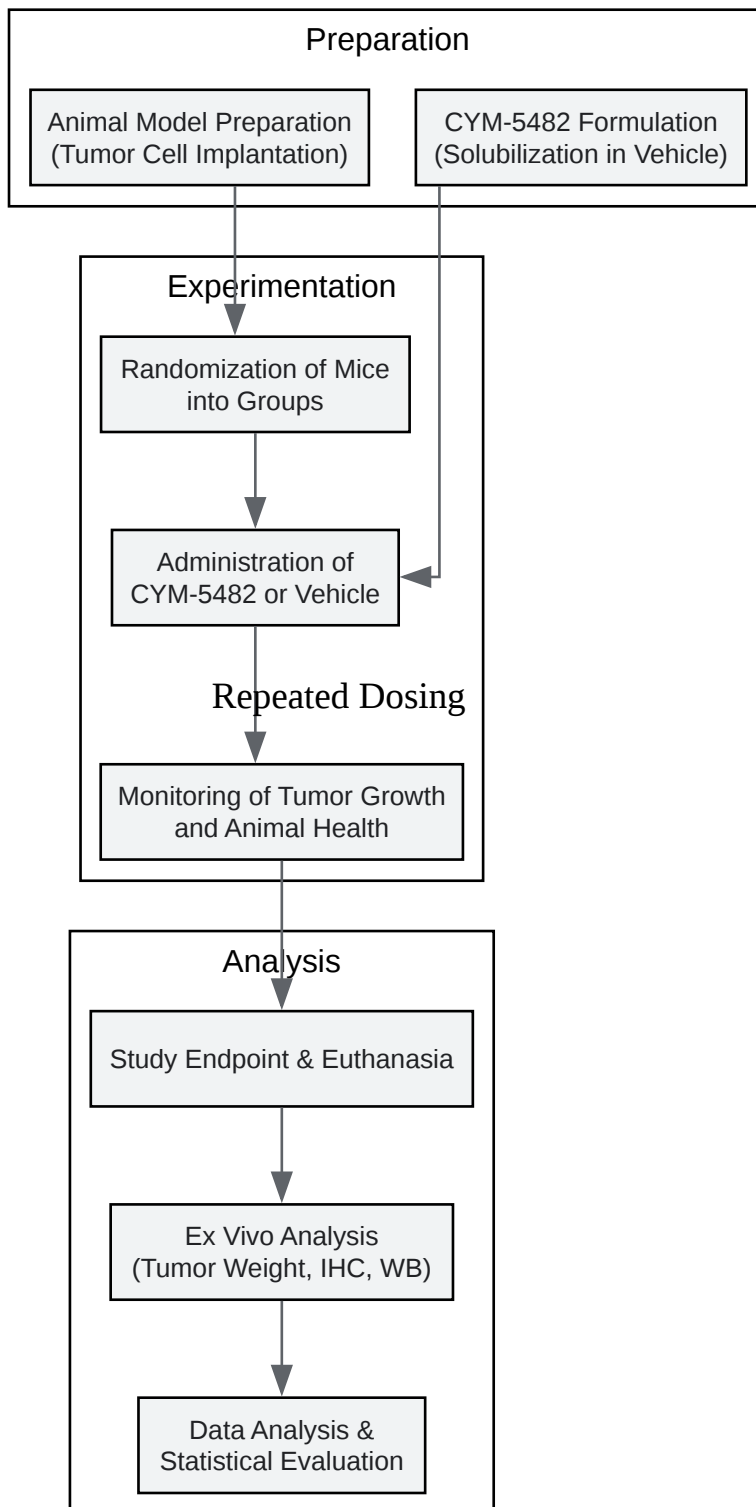 Preparation
Animal Model Preparation
(Tumor Cell Implantation)
CYM-5482 Formulation
(Solubilization in Vehicle)
Experimentation
Randomization of Mice
into Groups
Administration of
CYM-5482 or Vehicle
Repeated Dosing
Monitoring of Tumor Growth
and Animal Health
Analysis
Study Endpoint & Euthanasia
Ex Vivo Analysis
(Tumor Weight, IHC, WB)
Data Analysis &
Statistical Evaluation